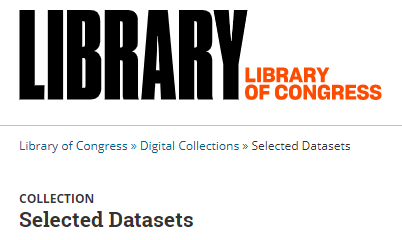 LIBRARY
LIBRARY
OF CONGRESS
Library of Congress » Digital Collections » Selected Datasets
COLLECTION
Selected Datasets